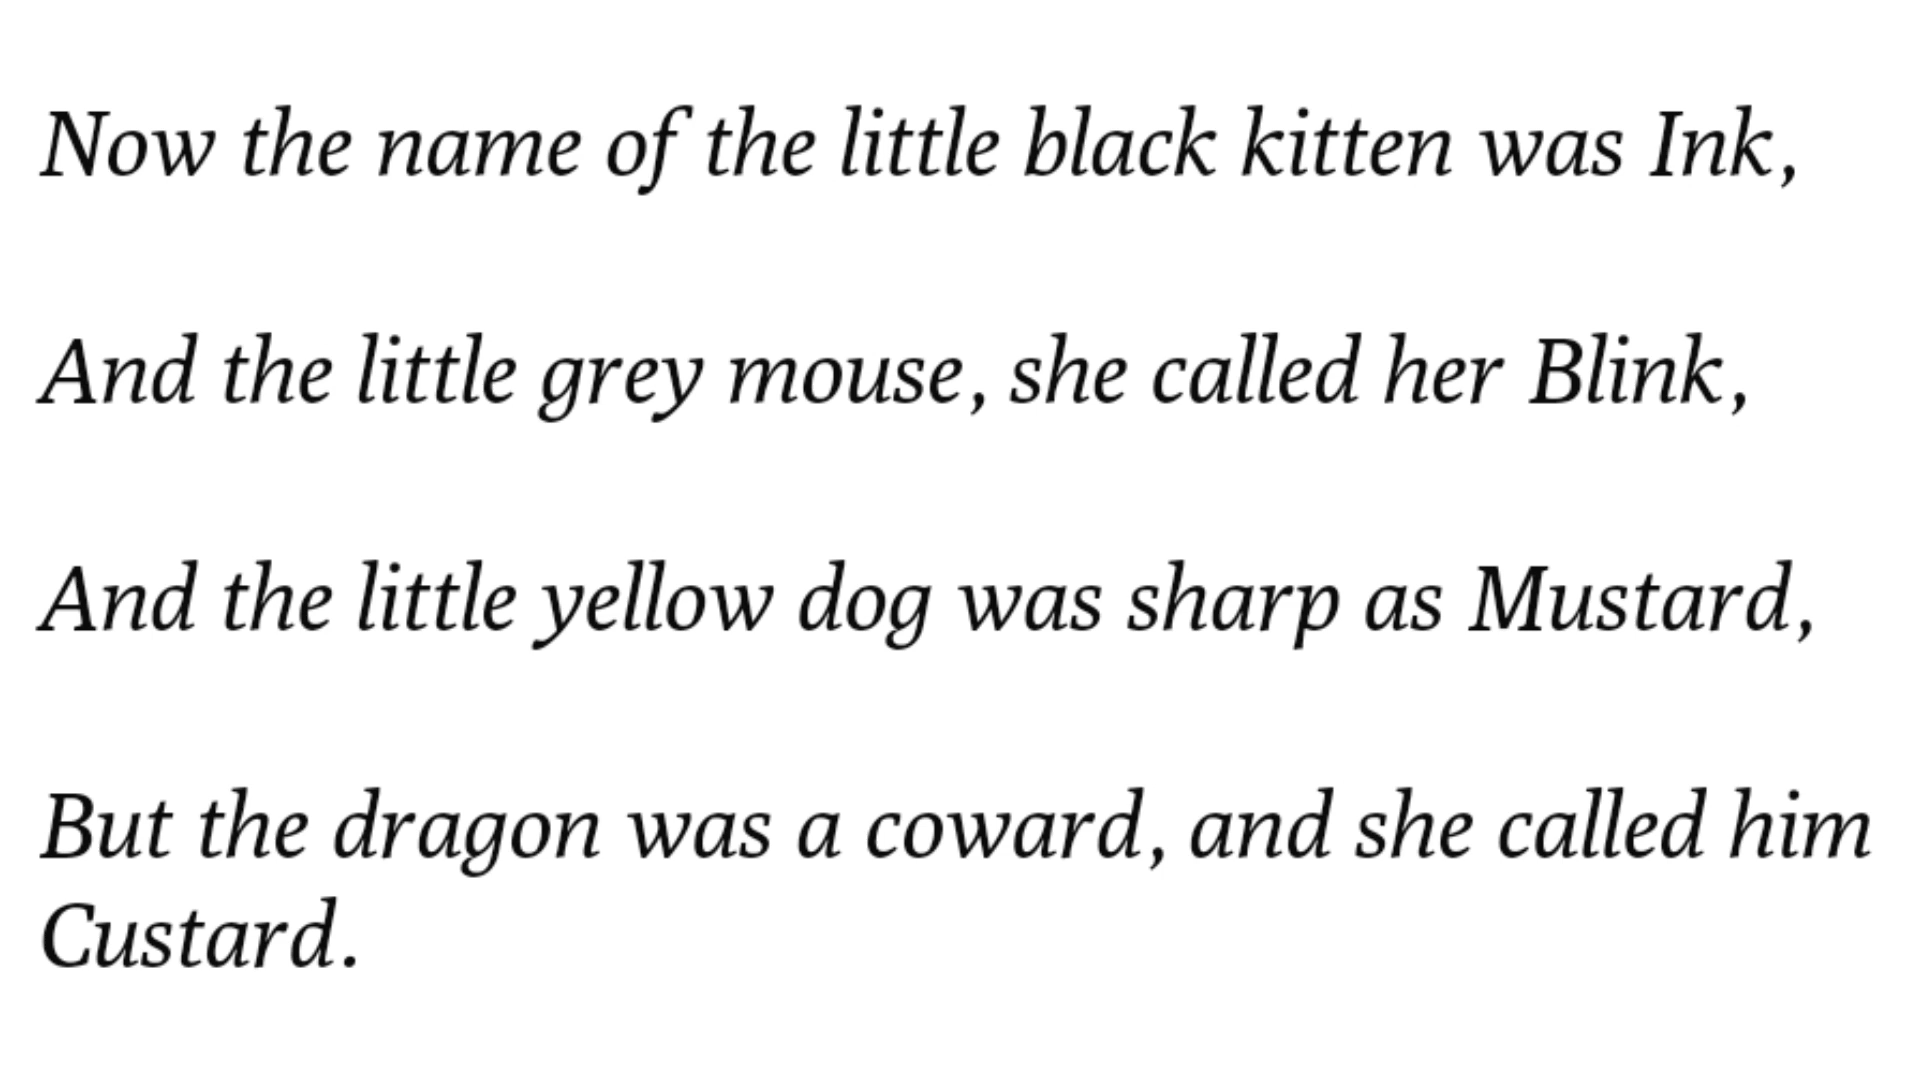 Now the name of the little black kitten was Ink,
And the little grey mouse, she called her Blink,
And the little yellow dog was sharp as Mustard,
But the dragon was a coward, and she called him
Custard.